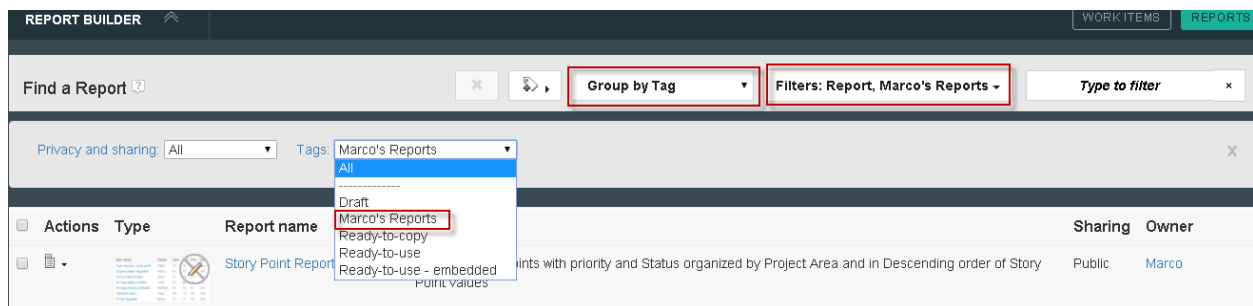 REPORT BUILDER
WORK ITEMS
REPORTS
Find a Report ?
Group by Tag
Filters: Report, Marco's Reports
Type to filter
×
Privacy and sharing: All
Tags: Marco's Reports
X
All
-------------
Draft
Marco's Reports
Ready-to-copy
Ready-to-use
Ready-to-use - embedded
Actions Type Report name
Sharing Owner
Story Point Report
ints with priority and Status organized by Project Area and in Descending order of Story
Point values
Public
Marco